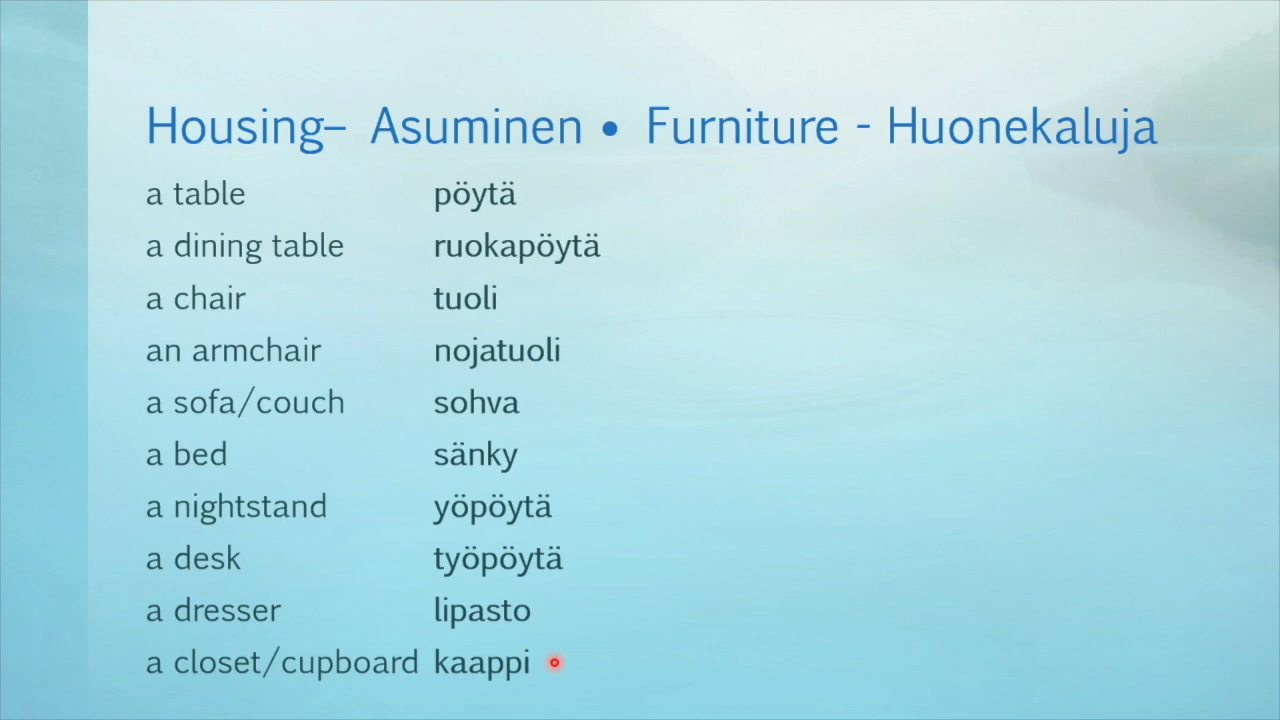 Housing– Asuminen • Furniture - Huonekaluja
a table pöytä
a dining table ruokapöytä
a chair tuoli
an armchair nojatuoli
a sofa/couch sohva
a bed sänky
a nightstand yöpöytä
a desk työpöytä
a dresser lipasto
a closet/cupboard kaappi